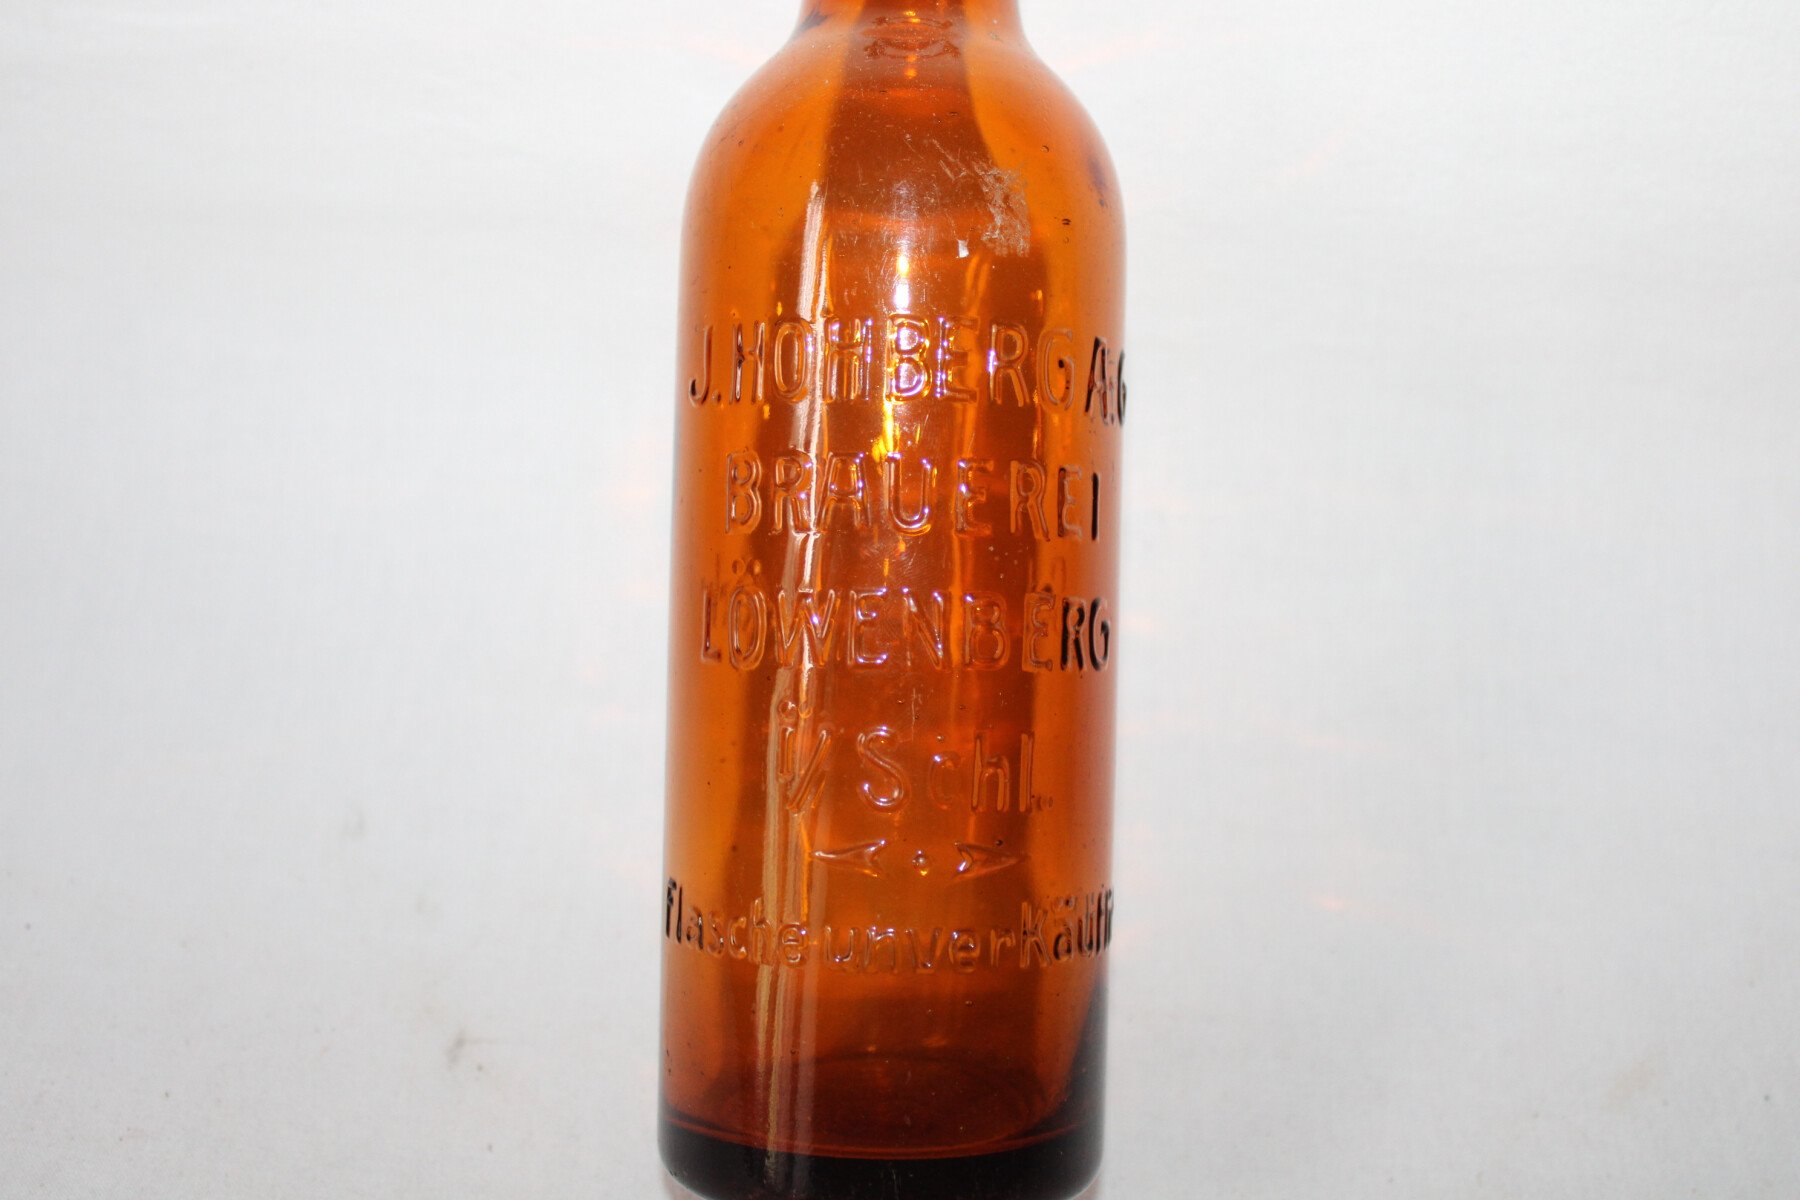 J. HOHBERG A.G
BRAUEREI
LÖWENBERG
i/Schl.
flasche unverkäufl